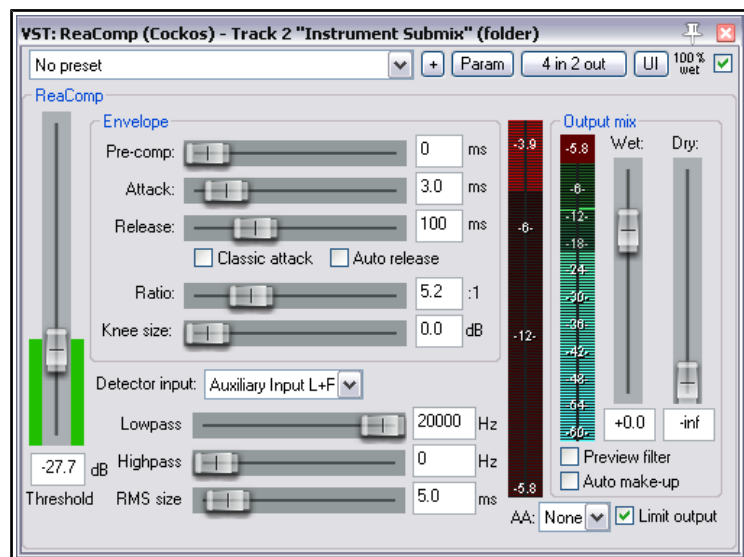 VST: ReaComp (Cockos) - Track 2 "Instrument Submix" (folder)
No preset
+
Param
4 in 2 out
UI
100% wet
ReaComp
Envelope
Pre-comp: 0 ms
Attack: 3.0 ms
Release: 100 ms
Classic attack
Auto release
Ratio: 5.2 :1
Knee size: 0.0 dB
Detector input: Auxiliary Input L+F
Lowpass 20000 Hz
Highpass 0 Hz
RMS size 5.0 ms
-27.7 dB
Threshold
-3.9
-6-
-12-
-5.8
Output mix
Wet:
Dry:
-5.8
-6-
-12-
-18-
-24-
-30-
-36-
-42-
-48-
-54-
-60-
+0.0
-inf
Preview filter
Auto make-up
AA: None
Limit output